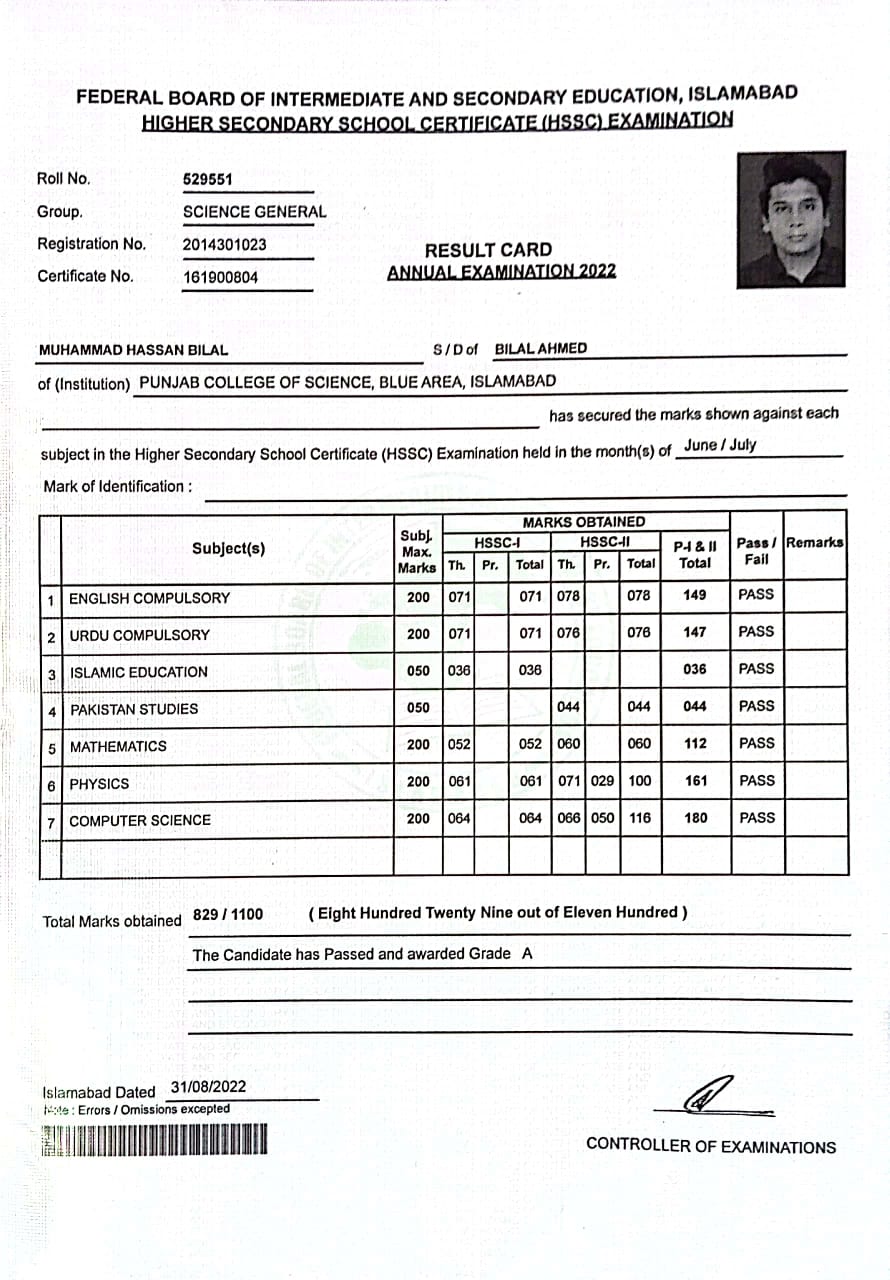 FEDERAL BOARD OF INTERMEDIATE AND SECONDARY EDUCATION, ISLAMABAD
HIGHER SECONDARY SCHOOL CERTIFICATE (HSSC) EXAMINATION
Roll No. 529551
Group. SCIENCE GENERAL
Registration No. 2014301023
Certificate No. 161900804
RESULT CARD
ANNUAL EXAMINATION 2022
MUHAMMAD HASSAN BILAL S / D of BILAL AHMED
of (Institution) PUNJAB COLLEGE OF SCIENCE, BLUE AREA, ISLAMABAD
has secured the marks shown against each
subject in the Higher Secondary School Certificate (HSSC) Examination held in the month(s) of June / July
Mark of Identification :
Subject(s) Subj. Max. Marks MARKS OBTAINED Pass / Fail Remarks
HSSC-I HSSC-II P-I & II Total
Th. Pr. Total Th. Pr. Total
1 ENGLISH COMPULSORY 200 071 071 078 078 149 PASS
2 URDU COMPULSORY 200 071 071 076 076 147 PASS
3 ISLAMIC EDUCATION 050 036 036 036 PASS
4 PAKISTAN STUDIES 050 044 044 044 PASS
5 MATHEMATICS 200 052 052 060 060 112 PASS
6 PHYSICS 200 061 061 071 029 100 161 PASS
7 COMPUTER SCIENCE 200 064 064 066 050 116 180 PASS
Total Marks obtained 829 / 1100 ( Eight Hundred Twenty Nine out of Eleven Hundred )
The Candidate has Passed and awarded Grade A
Islamabad Dated 31/08/2022
Note : Errors / Omissions excepted
CONTROLLER OF EXAMINATIONS